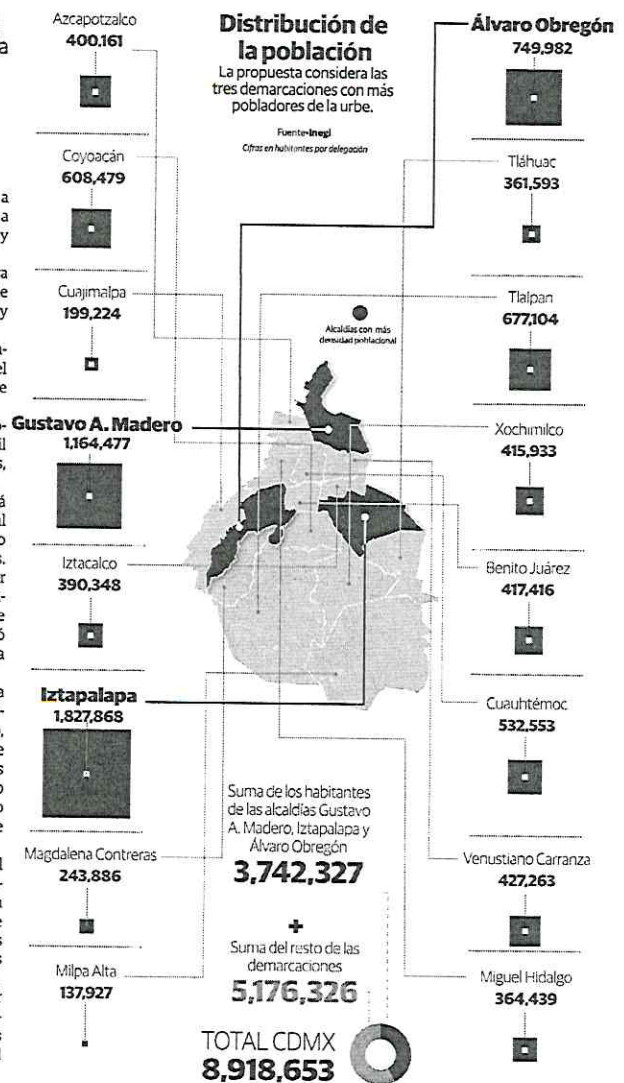 Distribución de
la población
La propuesta considera las
tres demarcaciones con más
pobladores de la urbe.
Fuente•Inegi
Cifras en habitantes por delegación
Azcapotzalco
400,161
Coyoacán
608,479
Cuajimalpa
199,224
Gustavo A. Madero
1,164,477
Iztacalco
390,348
Iztapalapa
1,827,868
Magdalena Contreras
243,886
Milpa Alta
137,927
Alcaldías con más
densidad poblacional
Álvaro Obregón
749,982
Tláhuac
361,593
Tlalpan
677,104
Xochimilco
415,933
Benito Juárez
417,416
Cuauhtémoc
532,553
Venustiano Carranza
427,263
Miguel Hidalgo
364,439
Suma de los habitantes
de las alcaldías Gustavo
A. Madero, Iztapalapa y
Álvaro Obregón
3,742,327
+
Suma del resto de las
demarcaciones
5,176,326
TOTAL CDMX
8,918,653